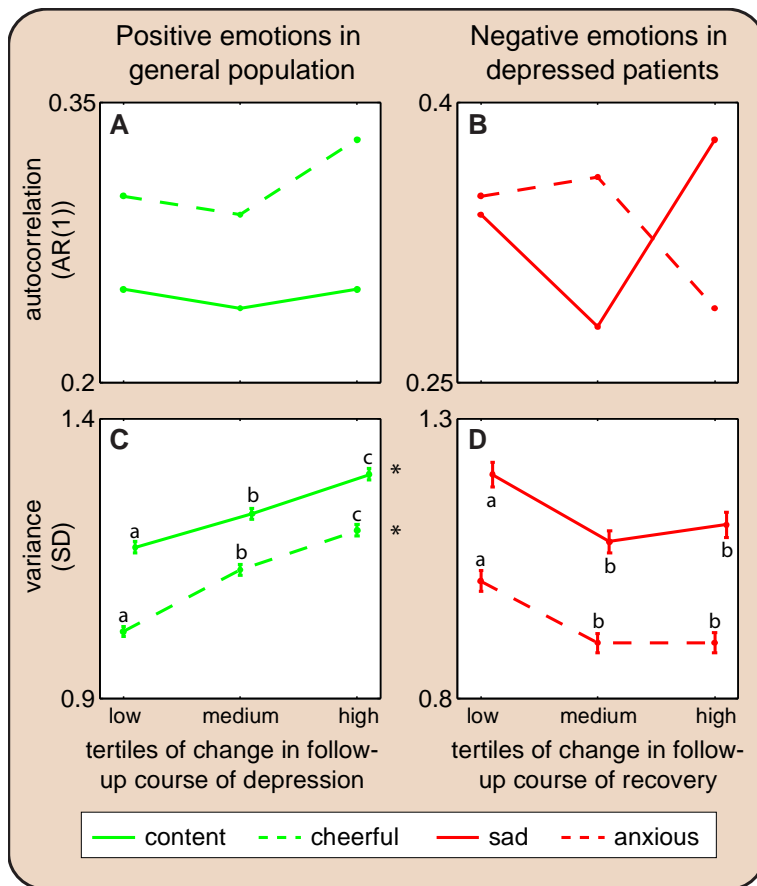 Positive emotions in
general population
Negative emotions in
depressed patients
0.35
A
0.2
autocorrelation
(AR(1))
0.4
B
0.25
1.4
C
a
b
c
*
a
b
c
*
0.9
variance
(SD)
1.3
D
a
b
b
a
b
b
0.8
low medium high
low medium high
tertiles of change in follow-
up course of depression
tertiles of change in follow-
up course of recovery
content cheerful sad anxious